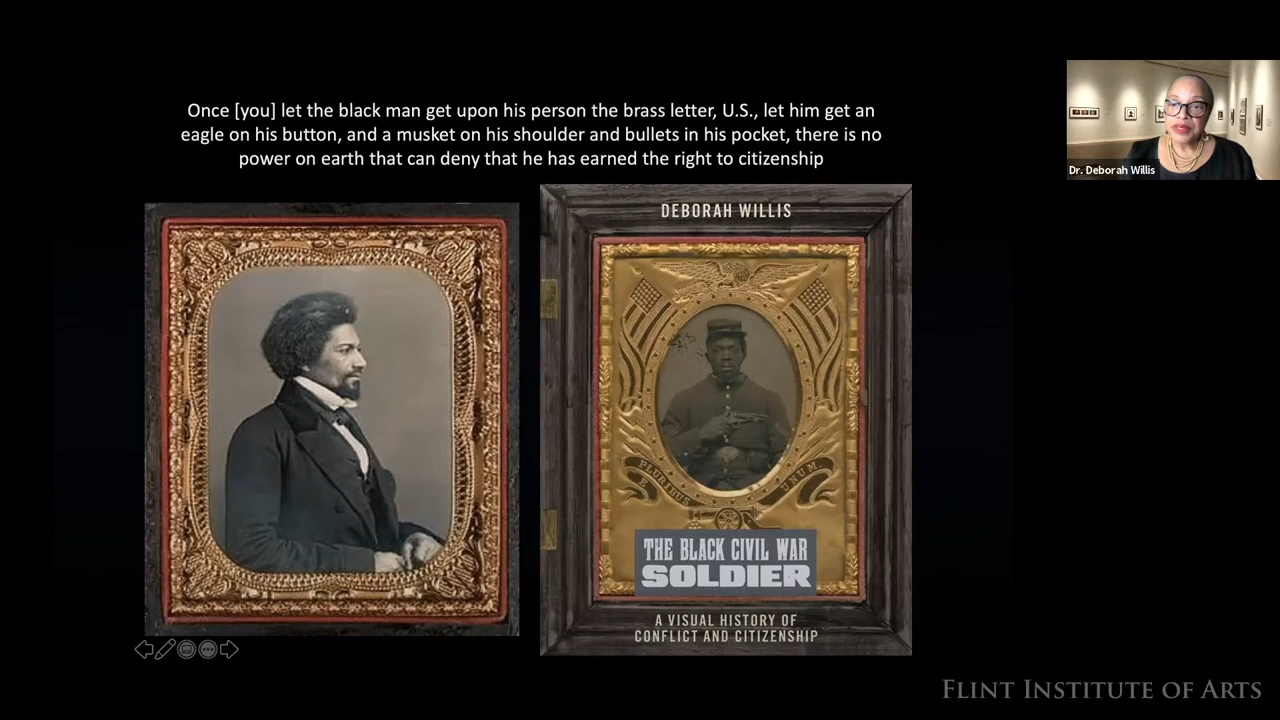 Once [you] let the black man get upon his person the brass letter, U.S., let him get an
eagle on his button, and a musket on his shoulder and bullets in his pocket, there is no
power on earth that can deny that he has earned the right to citizenship
Dr. Deborah Willis
DEBORAH WILLIS
E PLURIBUS UNUM
THE BLACK CIVIL WAR
SOLDIER
A VISUAL HISTORY OF
CONFLICT AND CITIZENSHIP
FLINT INSTITUTE OF ARTS